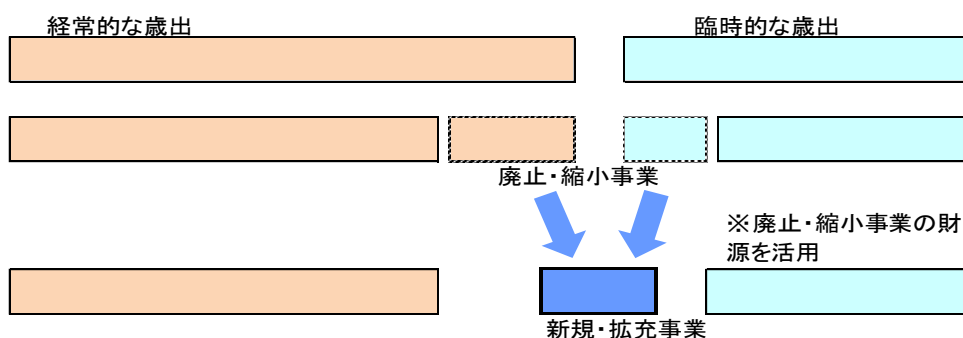 経常的な歳出
臨時的な歳出
廃止・縮小事業
※廃止・縮小事業の財
源を活用
新規・拡充事業